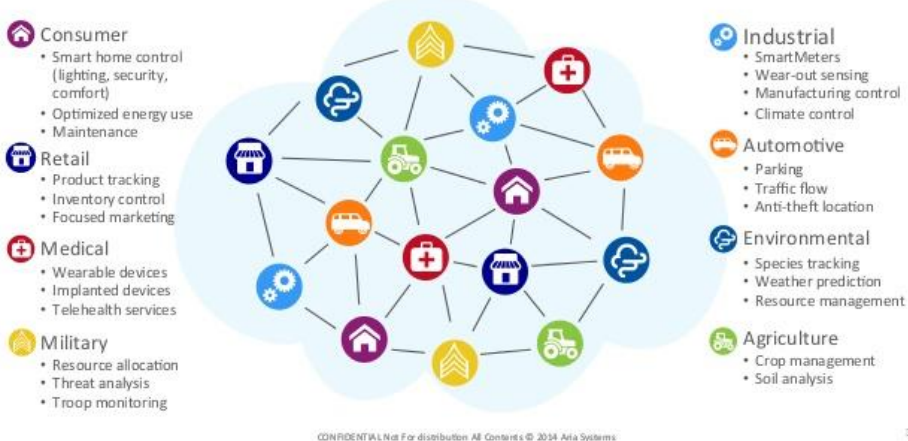 Consumer
• Smart home control
(lighting, security,
comfort)
• Optimized energy use
• Maintenance
Retail
• Product tracking
• Inventory control
• Focused marketing
Medical
• Wearable devices
• Implanted devices
• Telehealth services
Military
• Resource allocation
• Threat analysis
• Troop monitoring
Industrial
• SmartMeters
• Wear-out sensing
• Manufacturing control
• Climate control
Automotive
• Parking
• Traffic flow
• Anti-theft location
Environmental
• Species tracking
• Weather prediction
• Resource management
Agriculture
• Crop management
• Soil analysis
CONFIDENTIAL Not For distribution All Contents © 2014 Aria Systems